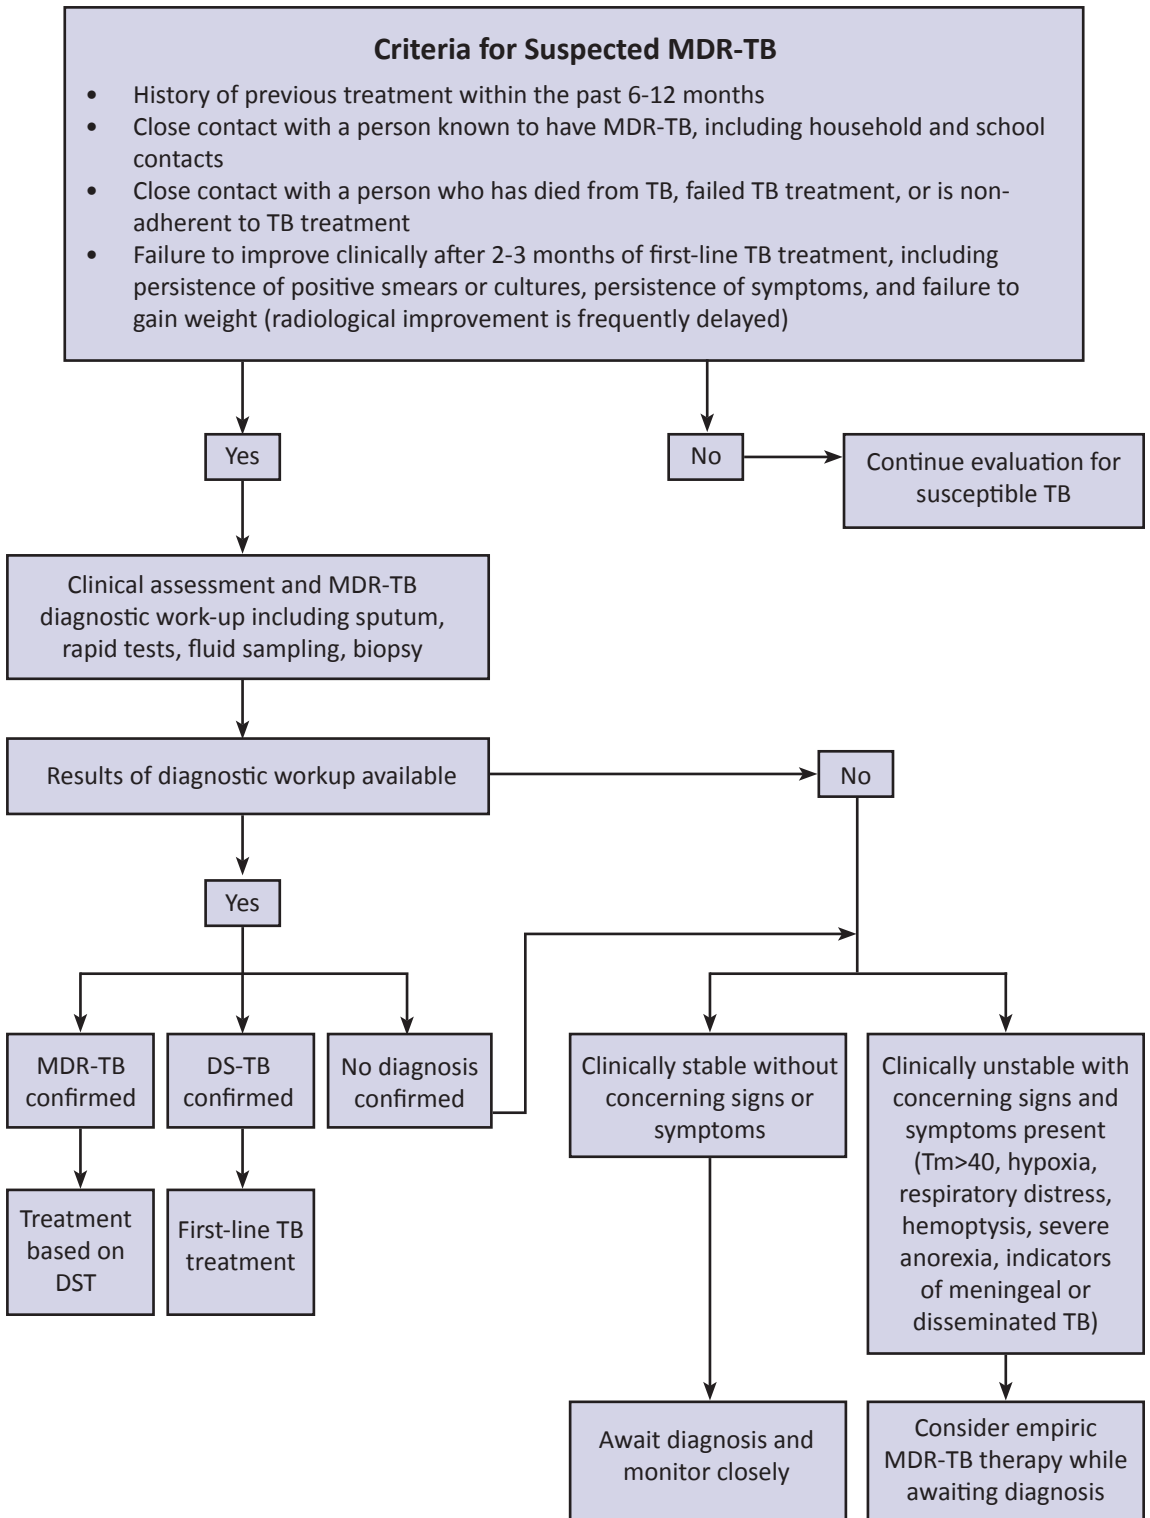 Criteria for Suspected MDR-TB
• History of previous treatment within the past 6-12 months
• Close contact with a person known to have MDR-TB, including household and school
contacts
• Close contact with a person who has died from TB, failed TB treatment, or is non-
adherent to TB treatment
• Failure to improve clinically after 2-3 months of first-line TB treatment, including
persistence of positive smears or cultures, persistence of symptoms, and failure to
gain weight (radiological improvement is frequently delayed)
Yes
No
Continue evaluation for
susceptible TB
Clinical assessment and MDR-TB
diagnostic work-up including sputum,
rapid tests, fluid sampling, biopsy
Results of diagnostic workup available
No
Yes
MDR-TB
confirmed
DS-TB
confirmed
No diagnosis
confirmed
Clinically stable without
concerning signs or
symptoms
Clinically unstable with
concerning signs and
symptoms present
(Tm>40, hypoxia,
respiratory distress,
hemoptysis, severe
anorexia, indicators
of meningeal or
disseminated TB)
Treatment
based on
DST
First-line TB
treatment
Await diagnosis and
monitor closely
Consider empiric
MDR-TB therapy while
awaiting diagnosis